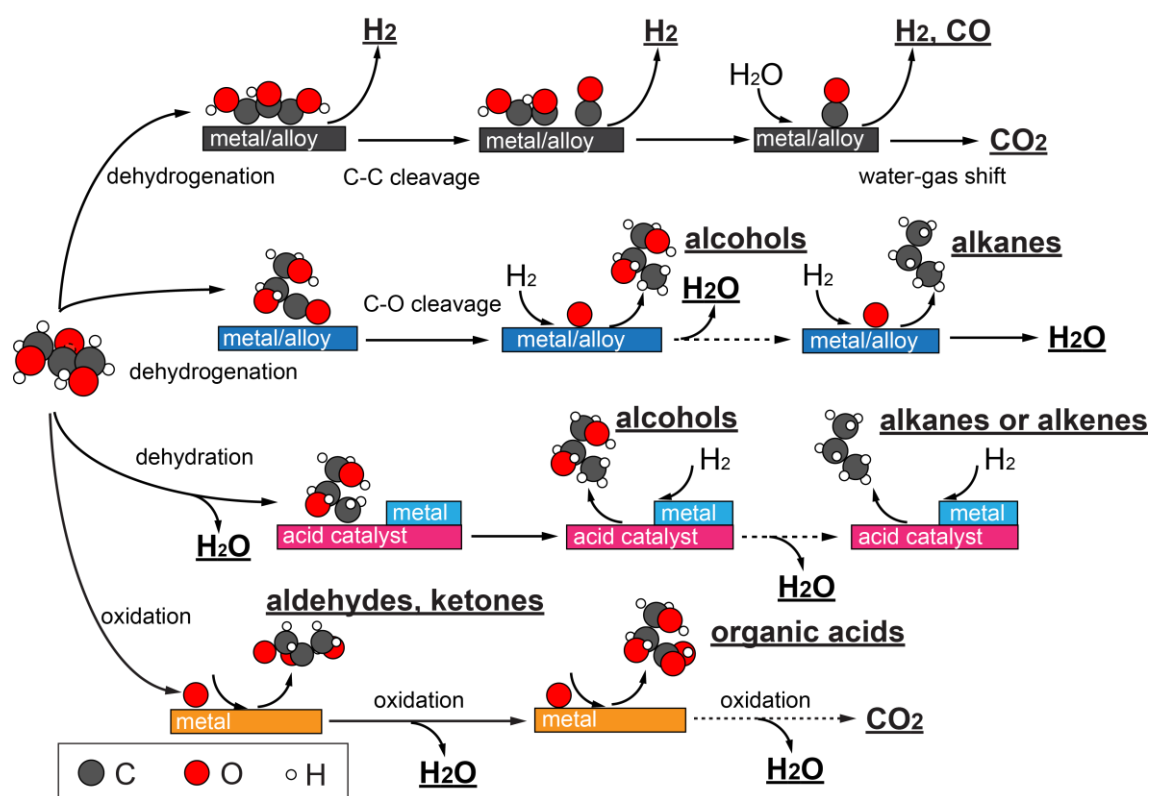 H2
H2
H2, CO
H2O
metal/alloy
metal/alloy
metal/alloy
CO2
dehydrogenation
C-C cleavage
water-gas shift
alcohols
alkanes
H2
H2O
H2
C-O cleavage
metal/alloy
metal/alloy
metal/alloy
H2O
dehydrogenation
alcohols
alkanes or alkenes
dehydration
H2
H2
metal
metal
metal
acid catalyst
acid catalyst
acid catalyst
H2O
H2O
aldehydes, ketones
organic acids
oxidation
oxidation
oxidation
metal
metal
CO2
H2O
H2O
C
O
H